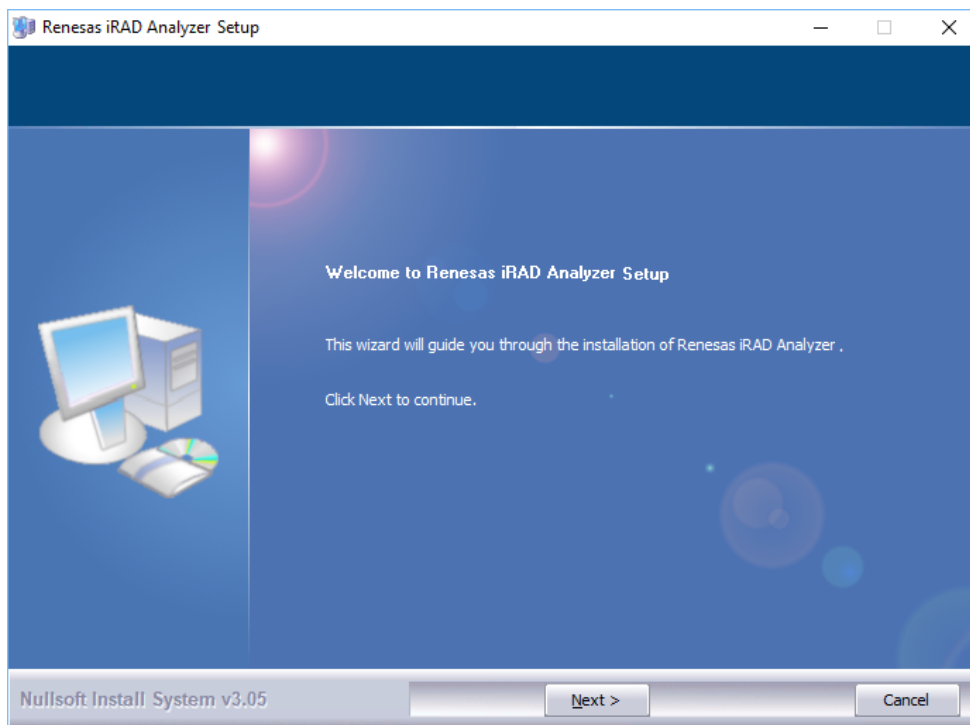 Renesas iRAD Analyzer Setup
Welcome to Renesas iRAD Analyzer Setup
This wizard will guide you through the installation of Renesas iRAD Analyzer .
Click Next to continue.
Nullsoft Install System v3.05
Next >
Cancel